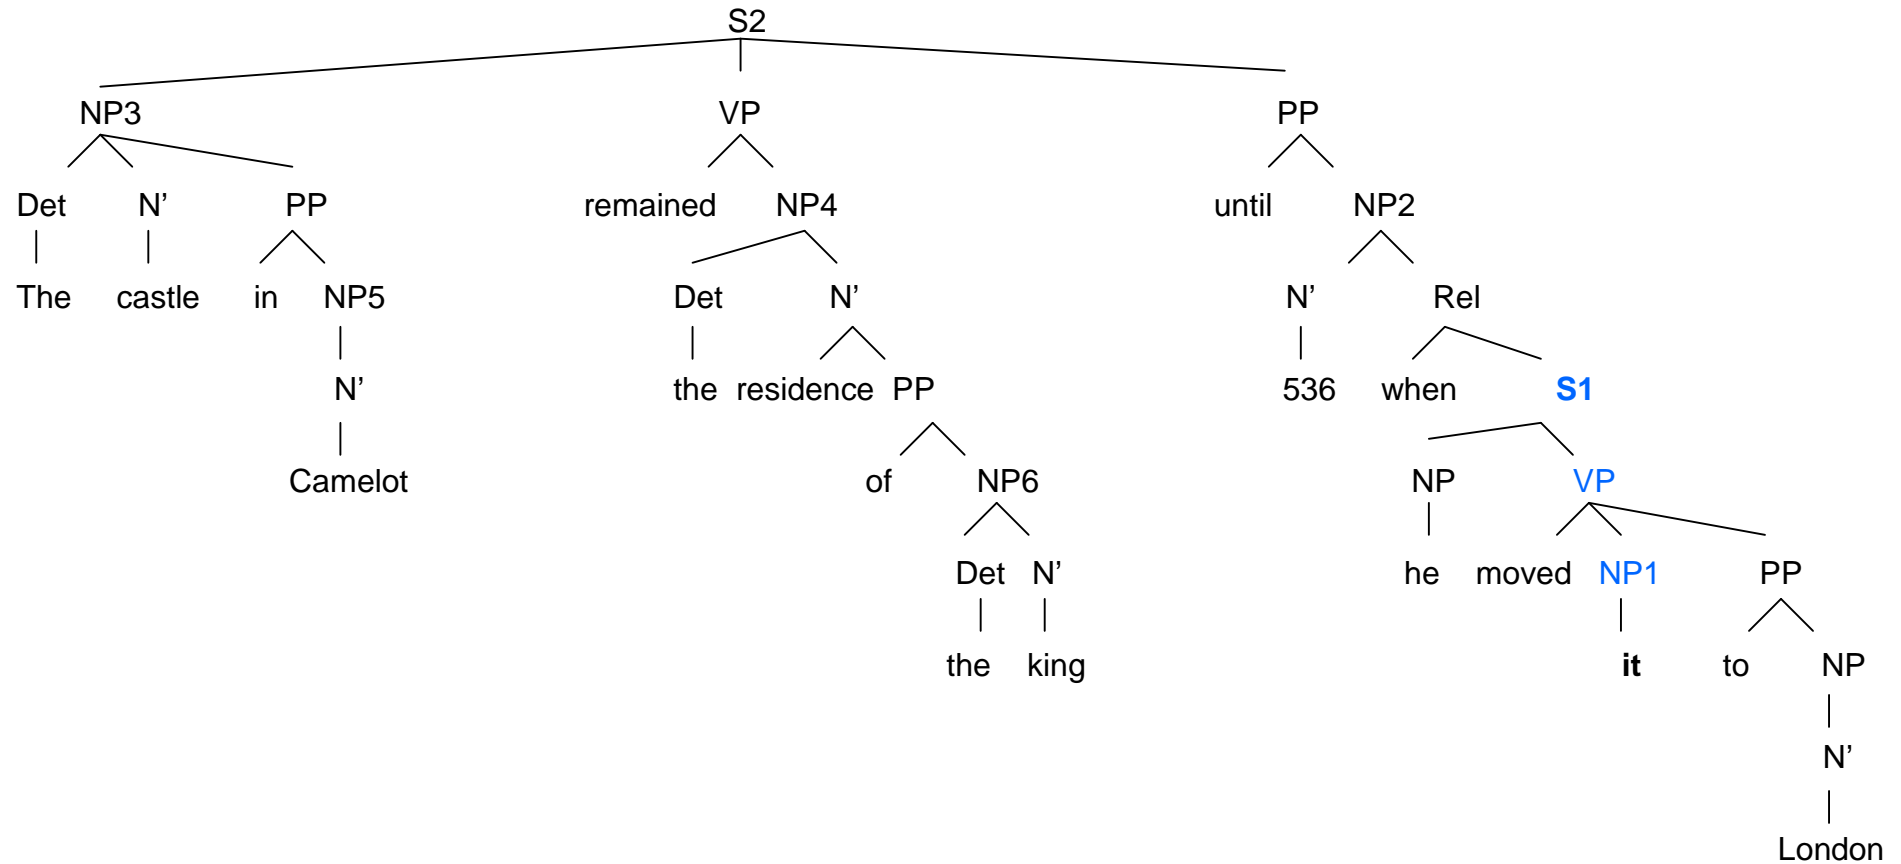 S2
NP3 VP PP
Det N’ PP remained NP4 until NP2
The castle in NP5 Det N’ N’ Rel
N’ the residence PP 536 when S1
Camelot of NP6 NP VP
Det N’ he moved NP1 PP
the king it to NP
N’
London